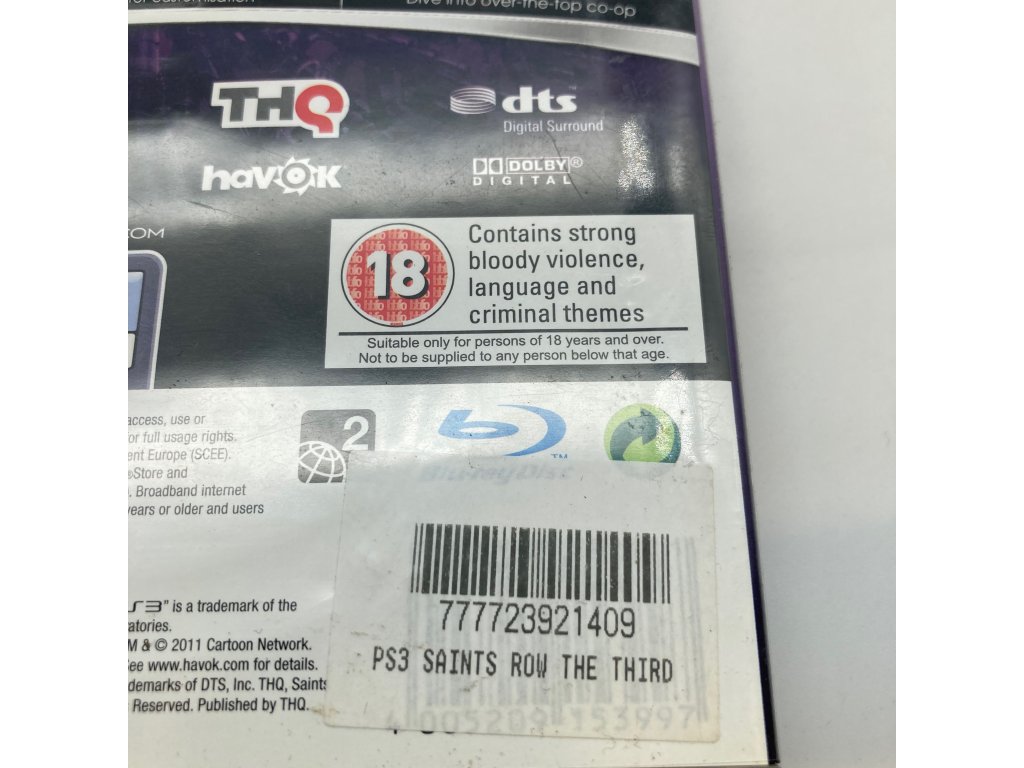 Dive into over-the-top co-op
THQ
dts
Digital Surround
havok
DOLBY®
DIGITAL
COM
18
Contains strong
bloody violence,
language and
criminal themes
Suitable only for persons of 18 years and over.
Not to be supplied to any person below that age.
access, use or
or full usage rights.
ent Europe (SCEE).
Store and
. Broadband internet
years or older and users
2
Blu-ray Disc
TM
777723921409
PS3 SAINTS ROW THE THIRD
4 005209 153997
PS3" is a trademark of the
atories.
M & © 2011 Cartoon Network.
ee www.havok.com for details.
demarks of DTS, Inc. THQ, Saints
Reserved. Published by THQ.